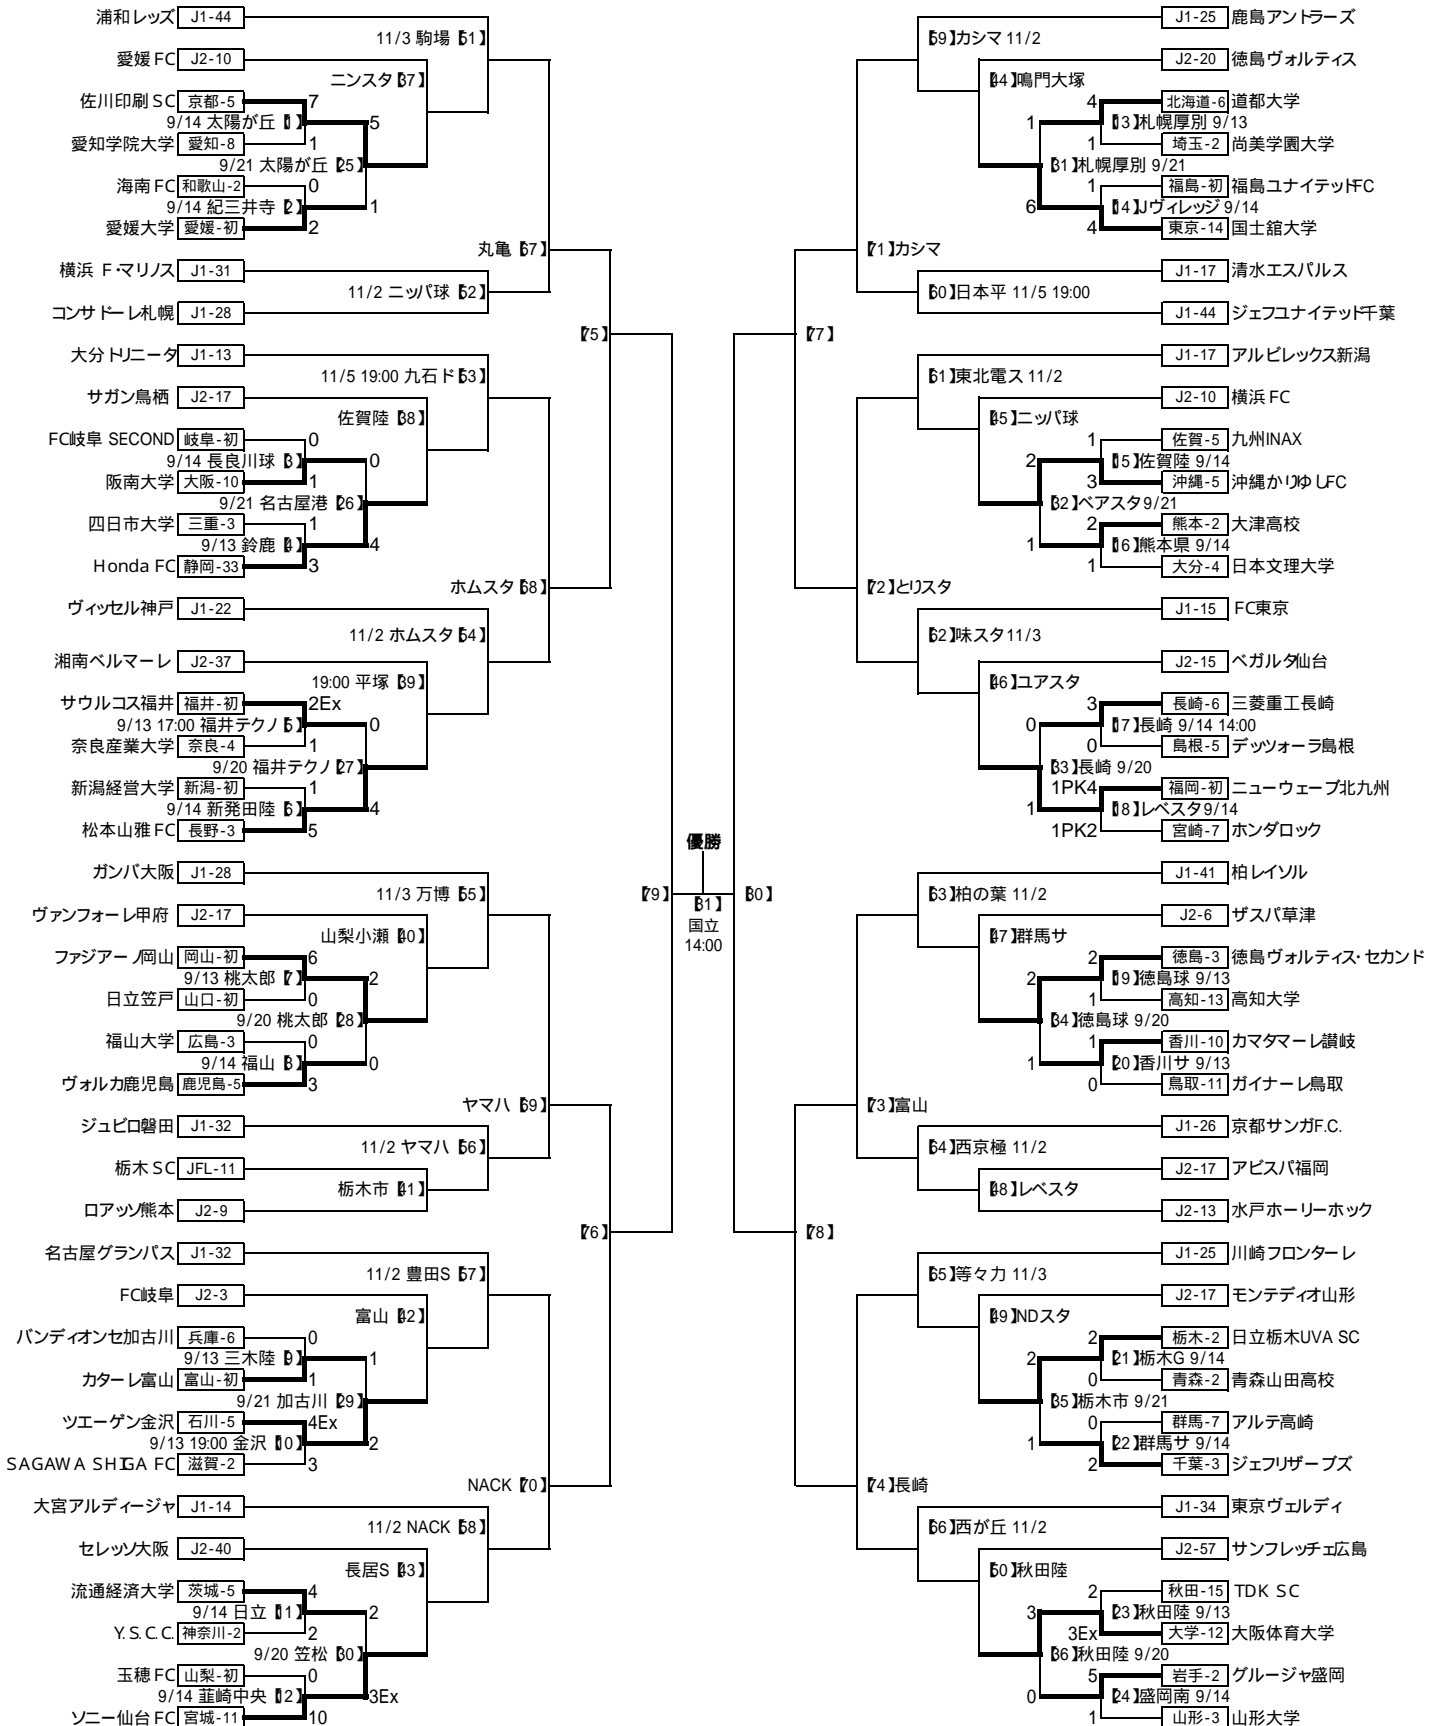 浦和レッズ J1-44
11/3 駒場【51】
愛媛FC J2-10
ニンスタ【37】
佐川印刷SC 京都-5 7
9/14 太陽が丘【1】 5
愛知学院大学 愛知-8 1
9/21 太陽が丘【25】
海南FC 和歌山-2 0
9/14 紀三井寺【2】 1
愛媛大学 愛媛-初 2
丸亀【67】
横浜 F・マリノス J1-31
11/2 ニッパ球【52】
コンサドーレ札幌 J1-28
【75】
大分トリニータ J1-13
11/5 19:00 九石ド【53】
サガン鳥栖 J2-17
佐賀陸【38】
FC岐阜 SECOND 岐阜-初 0
9/14 長良川球【3】 0
阪南大学 大阪-10 1
9/21 名古屋港【26】
四日市大学 三重-3 1
9/13 鈴鹿【4】 4
Honda FC 静岡-33 3
ホムスタ【68】
ヴィッセル神戸 J1-22
11/2 ホムスタ【54】
湘南ベルマーレ J2-37
19:00 平塚【39】
サウルコス福井 福井-初 2Ex
9/13 17:00 福井テクノ【5】 0
奈良産業大学 奈良-4 1
9/20 福井テクノ【27】
新潟経営大学 新潟-初 1
9/14 新発田陸【6】 4
松本山雅FC 長野-3 5
ガンバ大阪 J1-28
11/3 万博【55】
【79】
ヴァンフォーレ甲府 J2-17
山梨小瀬【40】
ファジアーノ岡山 岡山-初 6
9/13 桃太郎【7】 2
日立笠戸 山口-初 0
9/20 桃太郎【28】
福山大学 広島-3 0
9/14 福山【8】 0
ヴォルカ鹿児島 鹿児島-5 3
ヤマハ【69】
ジュビロ磐田 J1-32
11/2 ヤマハ【56】
栃木SC JFL-11
栃木市【41】
ロアッソ熊本 J2-9
【76】
名古屋グランパス J1-32
11/2 豊田S【57】
FC岐阜 J2-3
富山【42】
バンディオンセ加古川 兵庫-6 0
9/13 三木陸【9】 1
カターレ富山 富山-初 1
9/21 加古川【29】
ツエーゲン金沢 石川-5 4Ex
9/13 19:00 金沢【10】 2
SAGAWA SHIGA FC 滋賀-2 3
NACK【70】
大宮アルディージャ J1-14
11/2 NACK【58】
セレッソ大阪 J2-40
長居S【43】
流通経済大学 茨城-5 4
9/14 日立【11】 2
Y.S.C.C. 神奈川-2 2
9/20 笠松【30】
玉穂FC 山梨-初 0
9/14 韮崎中央【12】 3Ex
ソニー仙台FC 宮城-11 10
優勝
【81】
国立
14:00
J1-25 鹿島アントラーズ
【59】カシマ 11/2
J2-20 徳島ヴォルティス
【44】鳴門大塚
4 北海道-6 道都大学
1 【13】札幌厚別 9/13
1 埼玉-2 尚美学園大学
【31】札幌厚別 9/21
1 福島-初 福島ユナイテッドFC
6 【14】Jヴィレッジ 9/14
4 東京-14 国士舘大学
【71】カシマ
J1-17 清水エスパルス
【60】日本平 11/5 19:00
J1-44 ジェフユナイテッド千葉
【77】
J1-17 アルビレックス新潟
【61】東北電ス 11/2
J2-10 横浜FC
【45】ニッパ球
1 佐賀-5 九州INAX
2 【15】佐賀陸 9/14
3 沖縄-5 沖縄かりゆしFC
【32】ベアスタ 9/21
2 熊本-2 大津高校
1 【16】熊本県 9/14
1 大分-4 日本文理大学
【72】とりスタ
J1-15 FC東京
【62】味スタ 11/3
J2-15 ベガルタ仙台
【46】ユアスタ
3 長崎-6 三菱重工長崎
0 【17】長崎 9/14 14:00
0 島根-5 デッツォーラ島根
【33】長崎 9/20
1PK4 福岡-初 ニューウェーブ北九州
1 【18】レベスタ 9/14
1PK2 宮崎-7 ホンダロック
J1-41 柏レイソル
【80】
【63】柏の葉 11/2
J2-6 ザスパ草津
【47】群馬サ
2 徳島-3 徳島ヴォルティス・セカンド
2 【19】徳島球 9/13
1 高知-13 高知大学
【34】徳島球 9/20
1 香川-10 カマタマーレ讃岐
1 【20】香川サ 9/13
0 鳥取-11 ガイナーレ鳥取
【73】富山
J1-26 京都サンガF.C.
【64】西京極 11/2
J2-17 アビスパ福岡
【48】レベスタ
J2-13 水戸ホーリーホック
【78】
J1-25 川崎フロンターレ
【65】等々力 11/3
J2-17 モンテディオ山形
【49】NDスタ
2 栃木-2 日立栃木UVA SC
2 【21】栃木G 9/14
0 青森-2 青森山田高校
【35】栃木市 9/21
0 群馬-7 アルテ高崎
1 【22】群馬サ 9/14
2 千葉-3 ジェフリザーブズ
【74】長崎
J1-34 東京ヴェルディ
【66】西が丘 11/2
J2-57 サンフレッチェ広島
【50】秋田陸
2 秋田-15 TDK SC
3 【23】秋田陸 9/13
3Ex 大学-12 大阪体育大学
【36】秋田陸 9/20
5 岩手-2 グルージャ盛岡
0 【24】盛岡南 9/14
1 山形-3 山形大学